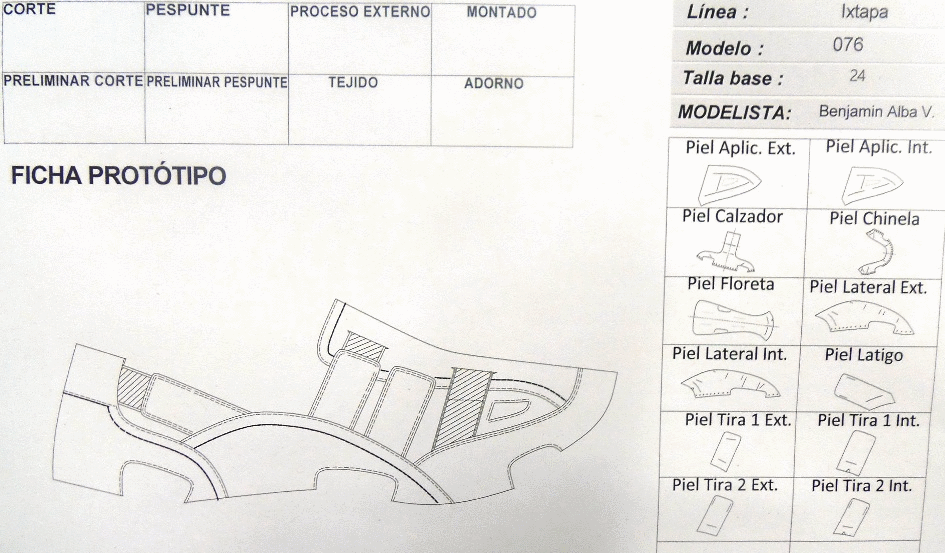 CORTE PESPUNTE PROCESO EXTERNO MONTADO
PRELIMINAR CORTE PRELIMINAR PESPUNTE TEJIDO ADORNO
FICHA PROTÓTIPO
Línea : Ixtapa
Modelo : 076
Talla base : 24
MODELISTA: Benjamin Alba V.
Piel Aplic. Ext. Piel Aplic. Int.
Piel Calzador Piel Chinela
Piel Floreta Piel Lateral Ext.
Piel Lateral Int. Piel Latigo
Piel Tira 1 Ext. Piel Tira 1 Int.
Piel Tira 2 Ext. Piel Tira 2 Int.